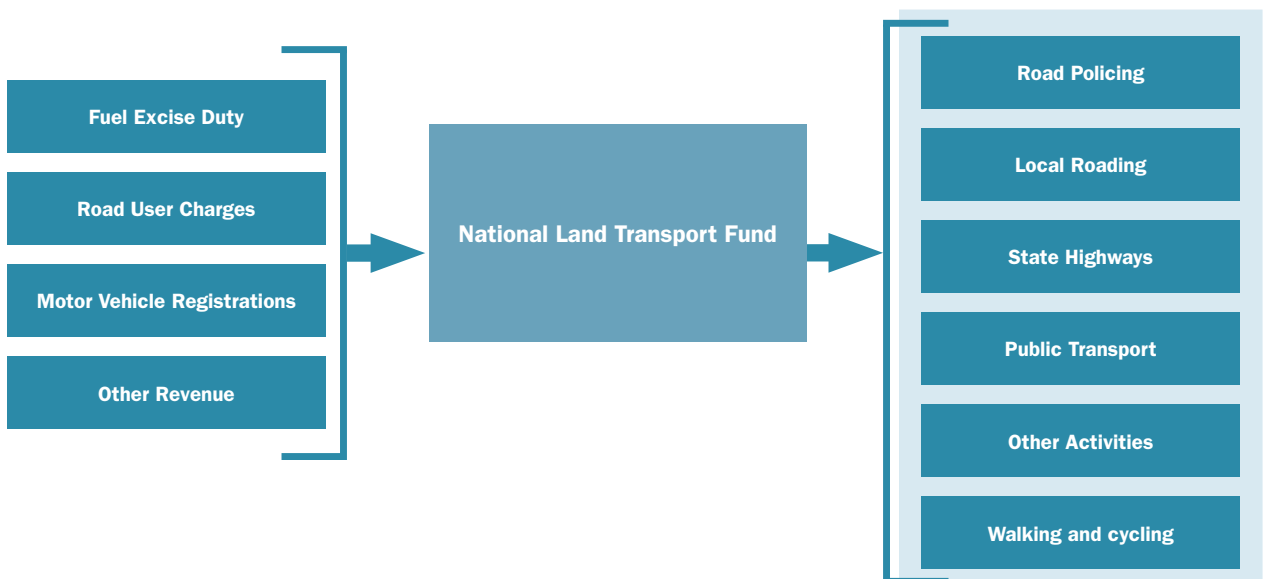 Fuel Excise Duty
Road User Charges
Motor Vehicle Registrations
Other Revenue
National Land Transport Fund
Road Policing
Local Roading
State Highways
Public Transport
Other Activities
Walking and cycling